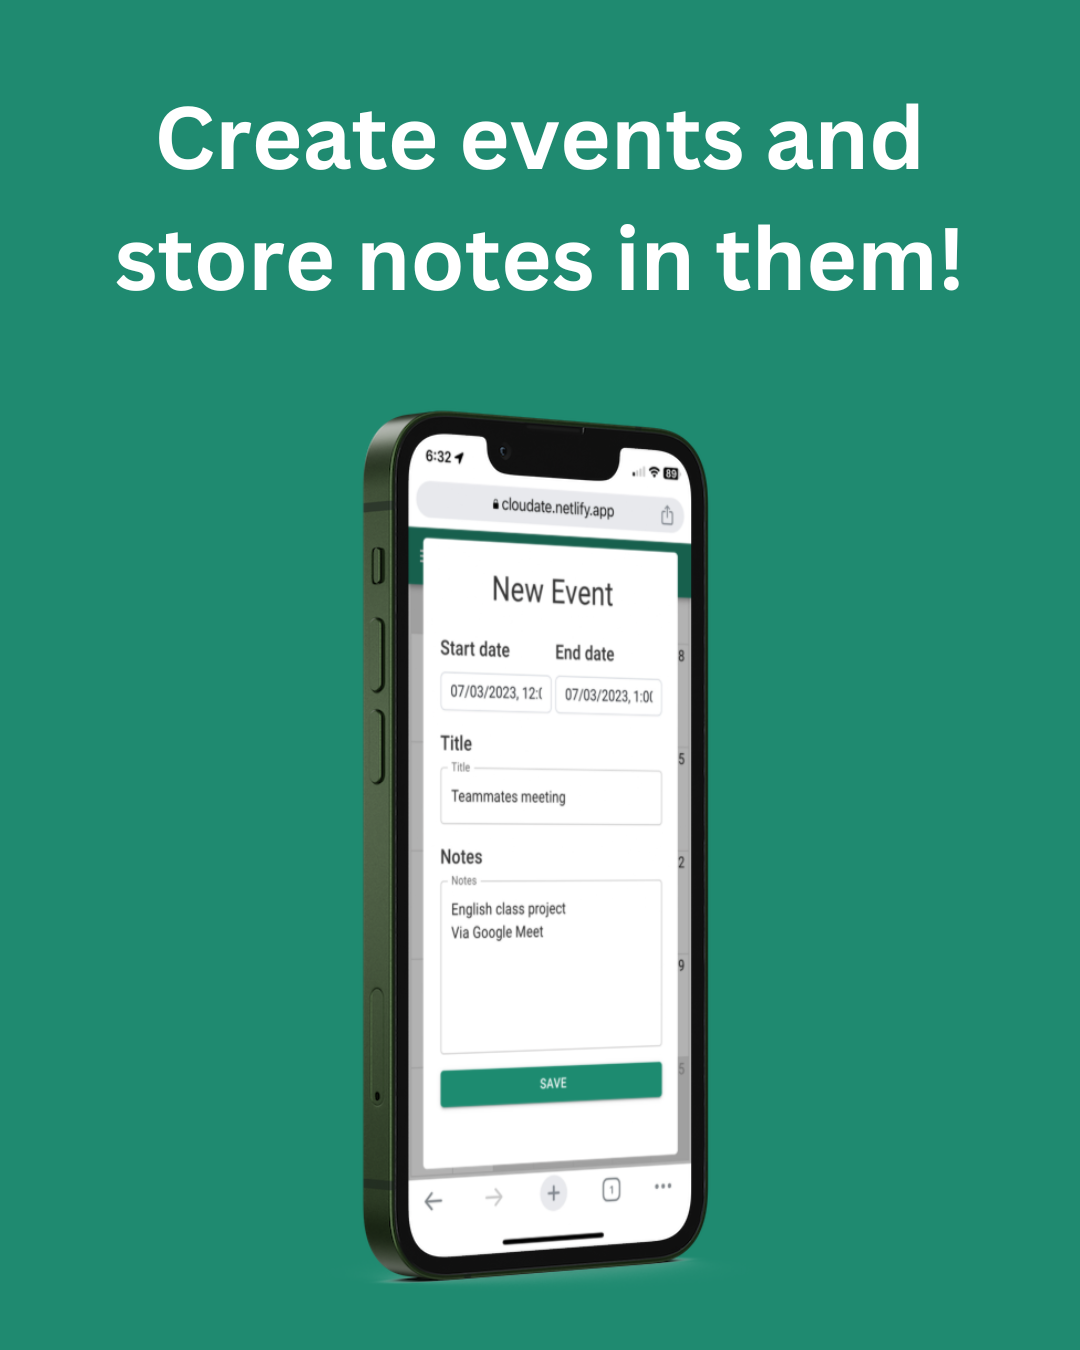 Create events and
store notes in them!
6:32
89
cloudate.netlify.app
New Event
Start date End date
07/03/2023, 12:0 07/03/2023, 1:00
8
Title
Title
5
Teammates meeting
Notes
2
Notes
English class project
Via Google Meet
9
5
SAVE
1